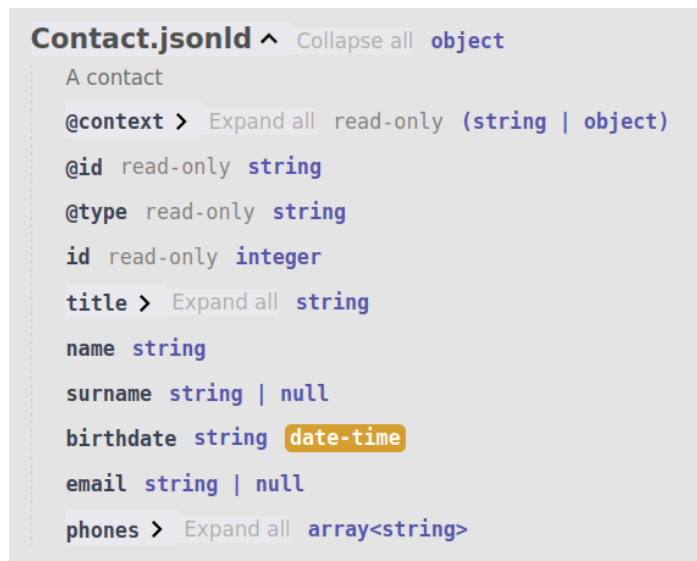 Contact.jsonld Collapse all object
A contact
@context Expand all read-only (string | object)
@id read-only string
@type read-only string
id read-only integer
title Expand all string
name string
surname string | null
birthdate string date-time
email string | null
phones Expand all array<string>